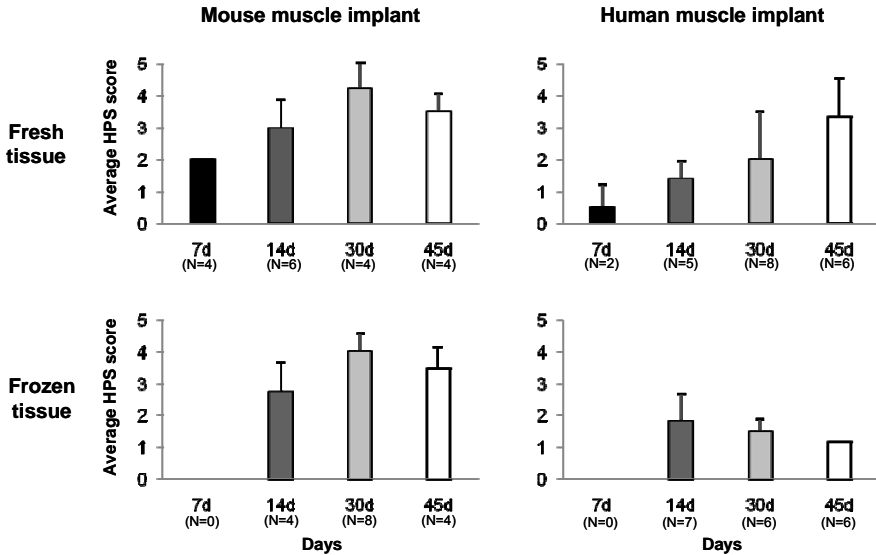 Mouse muscle implant
Human muscle implant
Fresh tissue
Average HPS score
5
4
3
2
1
0
7d
14d
30d
45d
(N=4)
(N=6)
(N=4)
(N=4)
5
4
3
2
1
0
7d
14d
30d
45d
(N=2)
(N=5)
(N=8)
(N=6)
Frozen tissue
Average HPS score
5
4
3
2
1
0
7d
14d
30d
45d
(N=0)
(N=4)
(N=8)
(N=4)
Days
5
4
3
2
1
0
7d
14d
30d
45d
(N=0)
(N=7)
(N=6)
(N=6)
Days